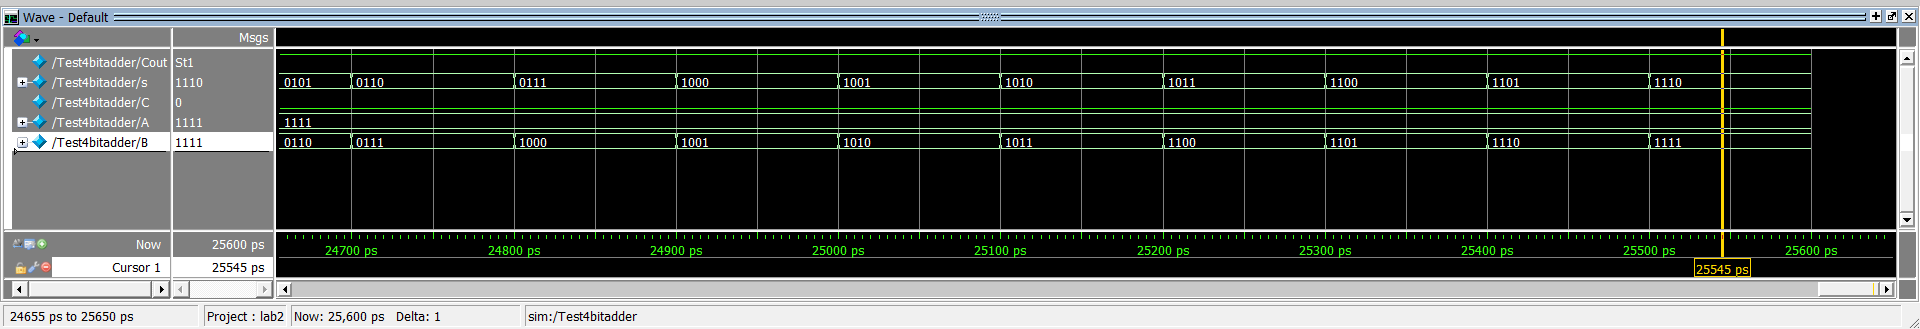 Wave - Default
Msgs
/Test4bitadder/Cout St1
/Test4bitadder/s 1110 0101 0110 0111 1000 1001 1010 1011 1100 1101 1110
/Test4bitadder/C 0
/Test4bitadder/A 1111 1111
/Test4bitadder/B 1111 0110 0111 1000 1001 1010 1011 1100 1101 1110 1111
Now 25600 ps 24700 ps 24800 ps 24900 ps 25000 ps 25100 ps 25200 ps 25300 ps 25400 ps 25500 ps 25600 ps
Cursor 1 25545 ps 25545 ps
24655 ps to 25650 ps Project : lab2 Now: 25,600 ps Delta: 1 sim:/Test4bitadder